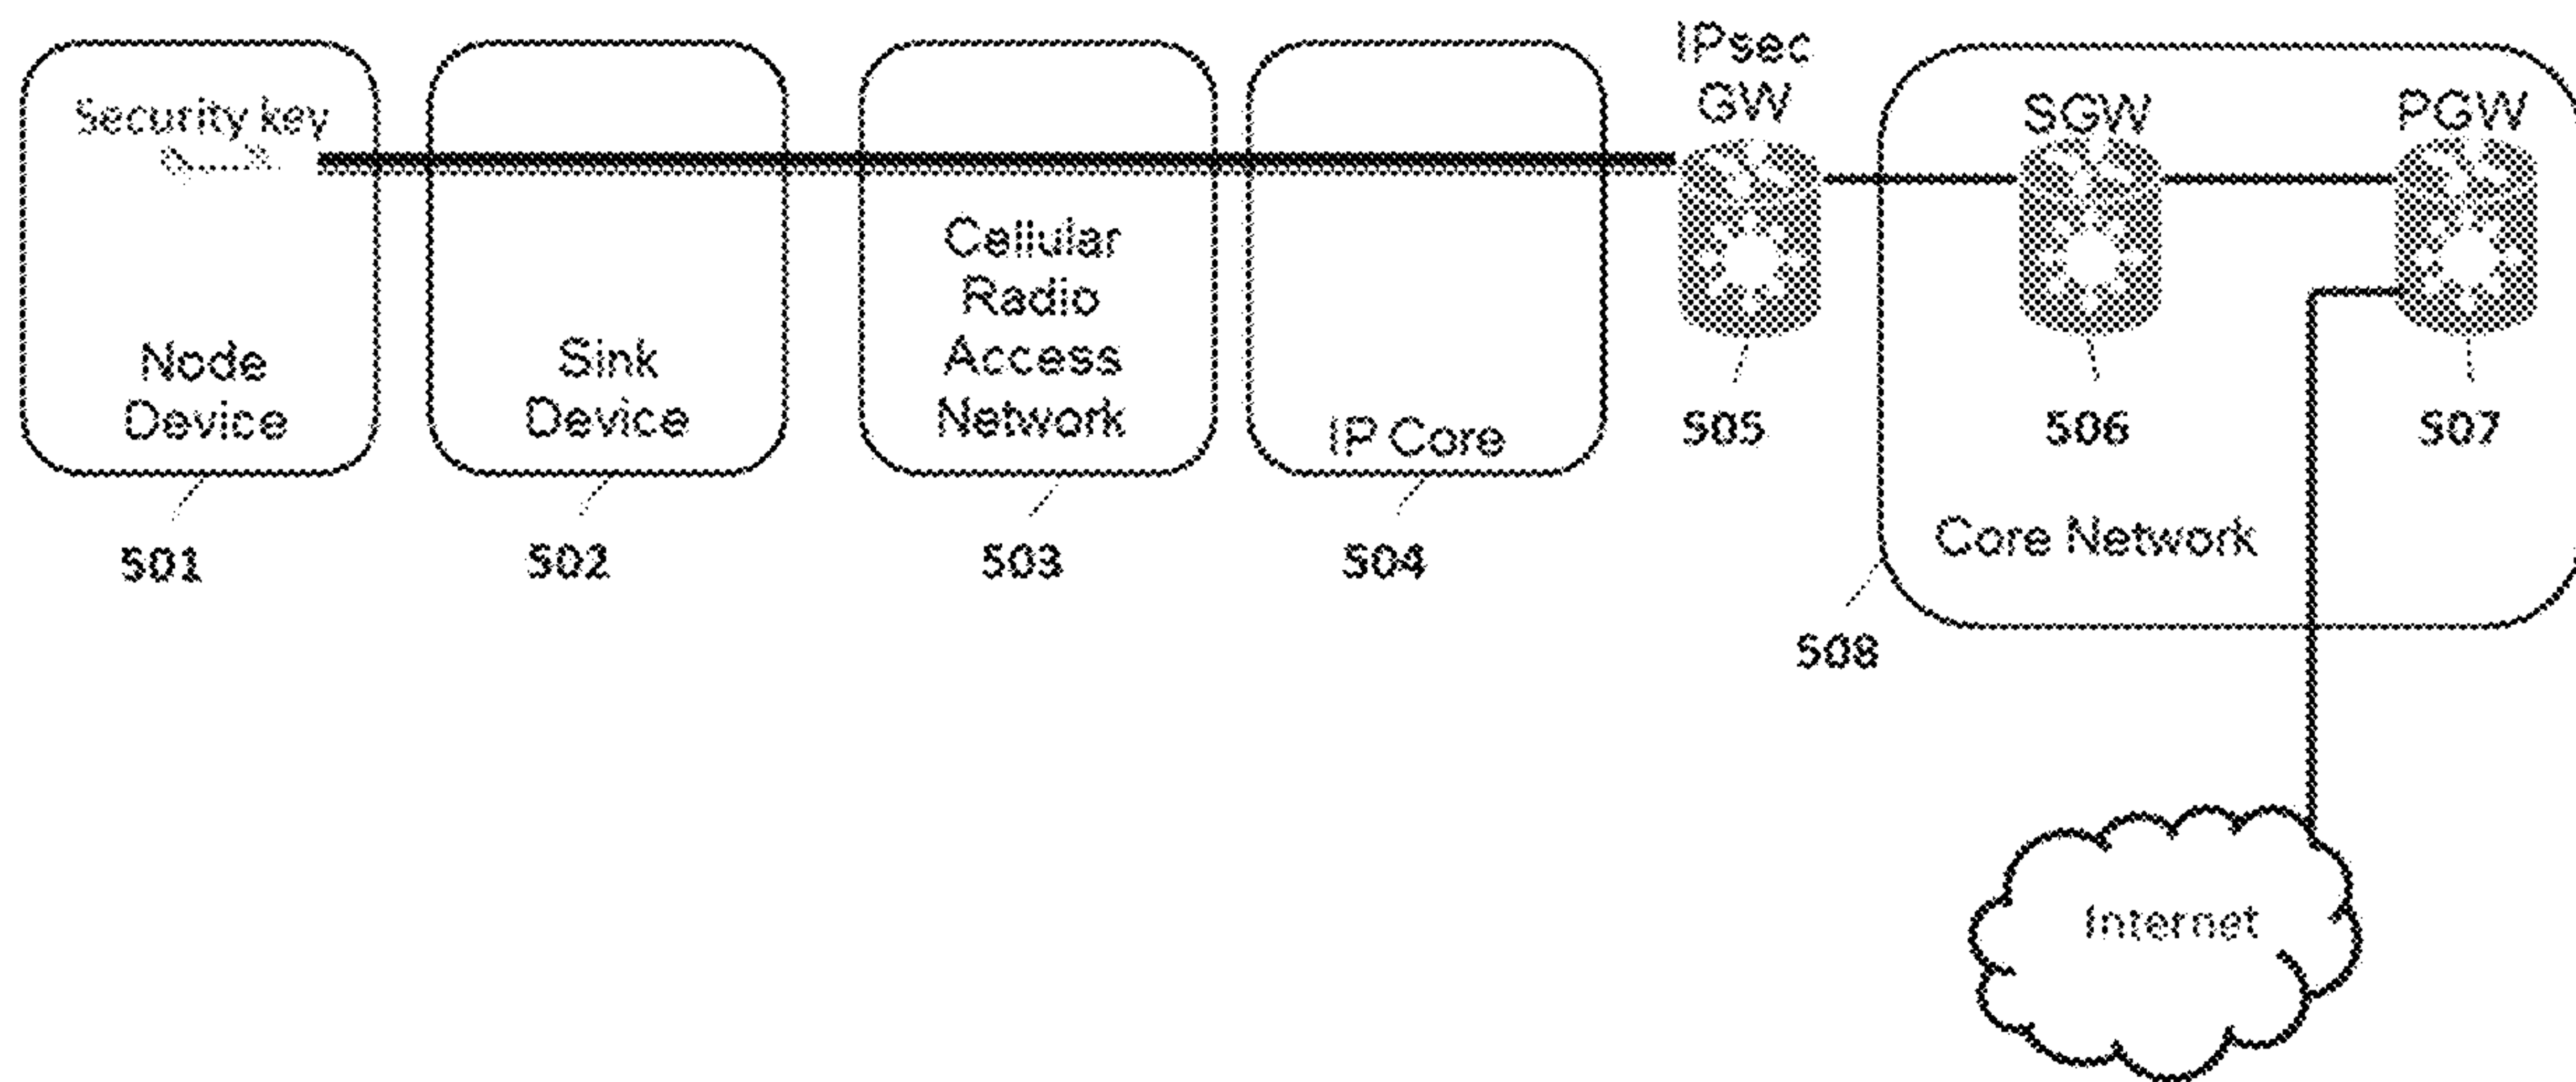 Security key
Node
Device
501
Sink
Device
502
Cellular
Radio
Access
Network
503
IP Core
504
IPsec
GW
505
SGW
506
PGW
507
Core Network
508
Internet